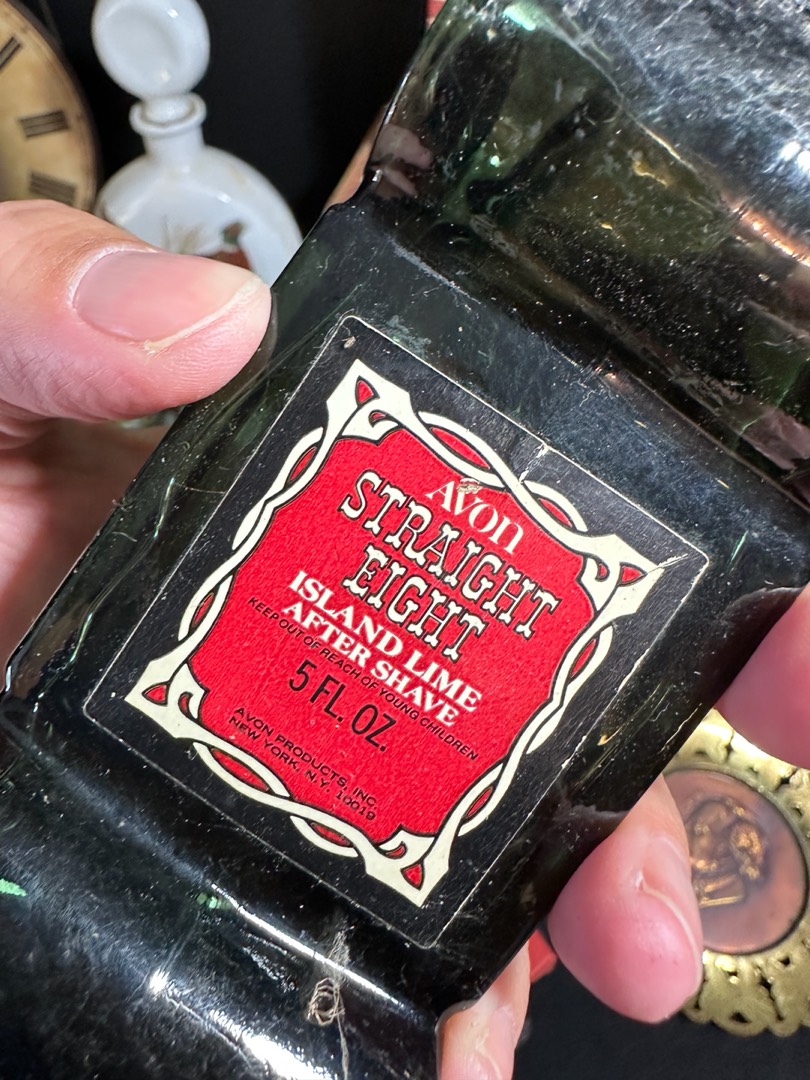 AVON
STRAIGHT
EIGHT
ISLAND LIME
AFTER SHAVE
KEEP OUT OF REACH OF YOUNG CHILDREN
5 FL. OZ.
AVON PRODUCTS, INC.
NEW YORK, N.Y. 10019